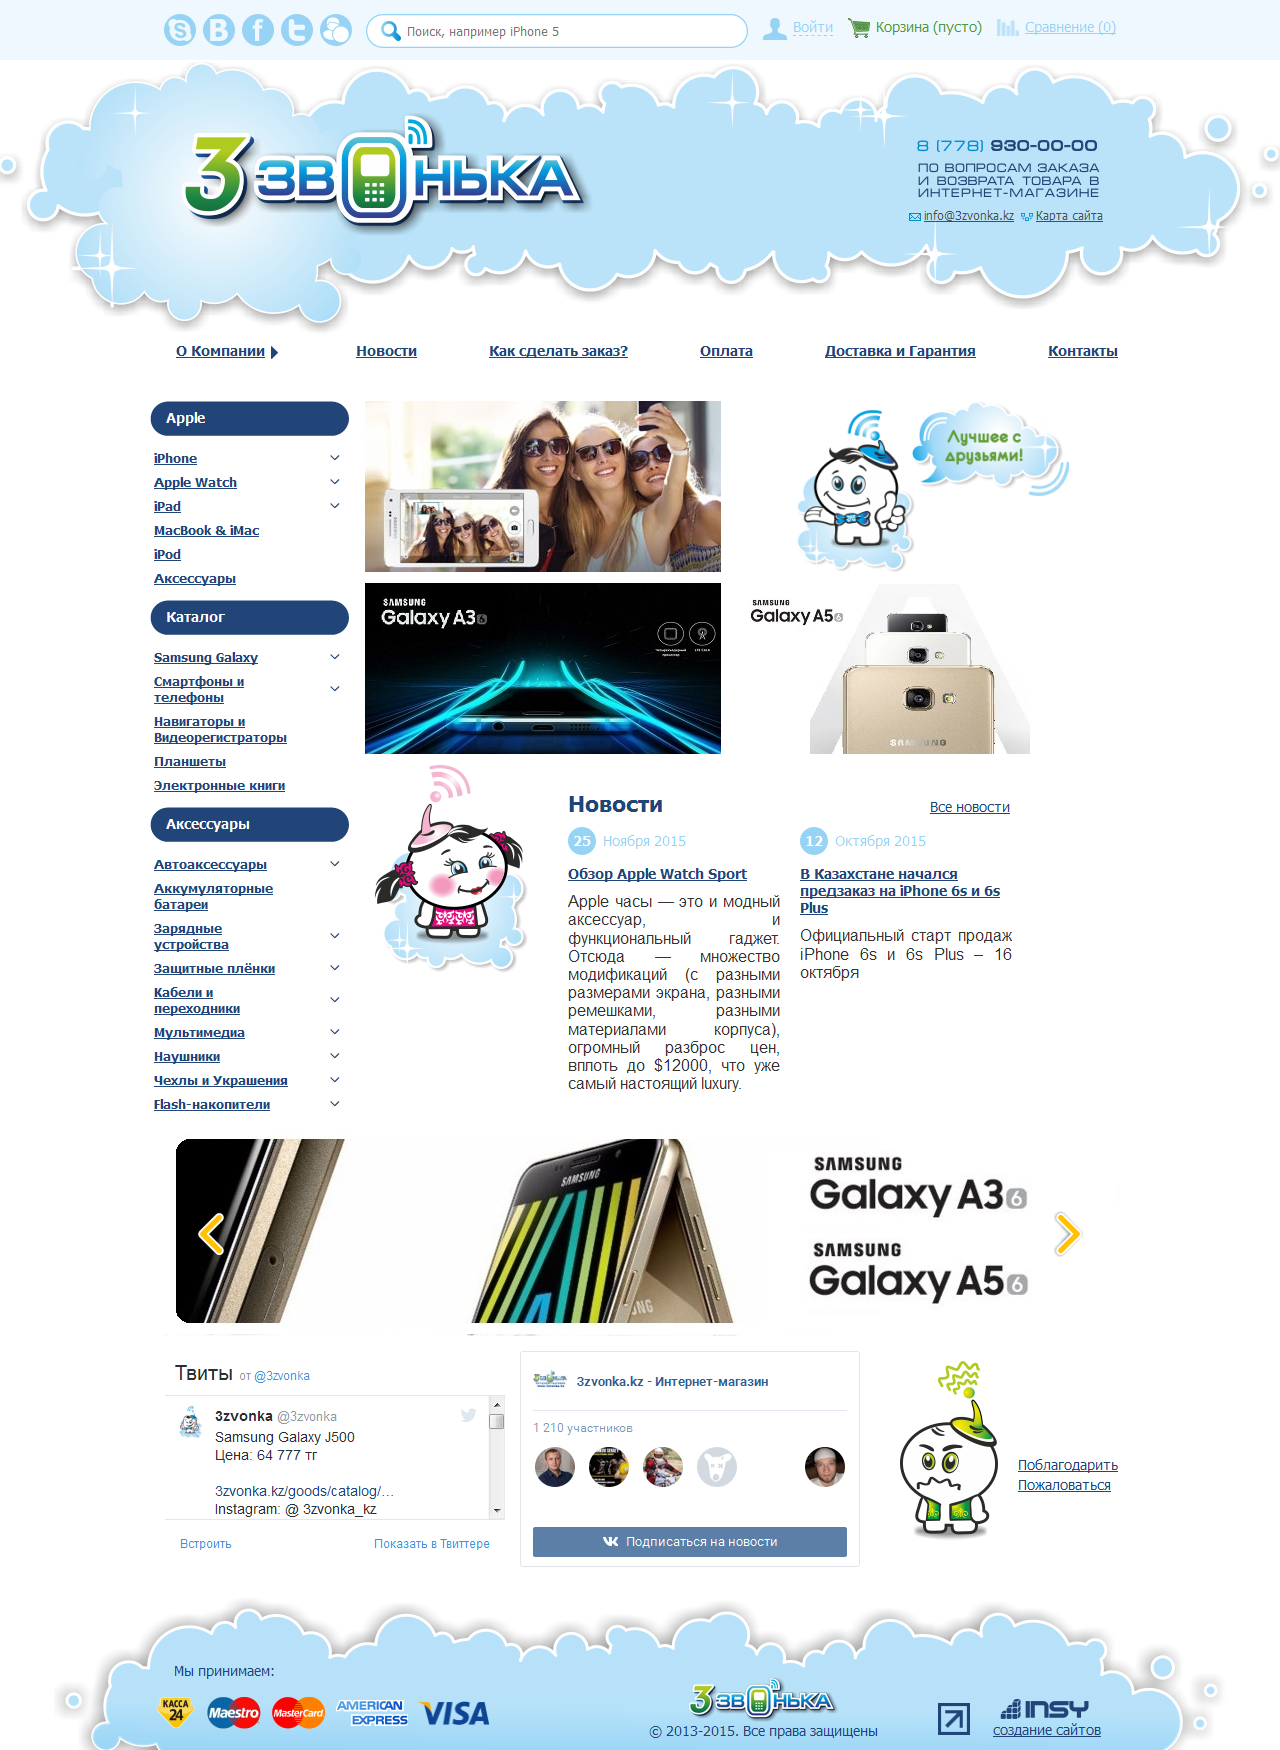 Поиск, например iPhone 5
Войти
Корзина (пусто)
Сравнение (0)
3 звонька
8 (778) 930-00-00
ПО ВОПРОСАМ ЗАКАЗА
И ВОЗВРАТА ТОВАРА В
ИНТЕРНЕТ-МАГАЗИНЕ
info@3zvonka.kz Карта сайта
О Компании
Новости
Как сделать заказ?
Оплата
Доставка и Гарантия
Контакты
Apple
iPhone
Apple Watch
iPad
MacBook & iMac
iPod
Аксессуары
Каталог
Samsung Galaxy
Смартфоны и
телефоны
Навигаторы и
Видеорегистраторы
Планшеты
Электронные книги
Аксессуары
Автоаксессуары
Аккумуляторные
батареи
Зарядные
устройства
Защитные плёнки
Кабели и
переходники
Мультимедиа
Наушники
Чехлы и Украшения
Flash-накопители
SAMSUNG
Лучшее с
друзьями!
SAMSUNG
Galaxy A3 6
Четырехъядерный
процессор
LTE Cat.4
SAMSUNG
Galaxy A5 6
SAMSUNG
Новости
Все новости
25 Ноября 2015
Обзор Apple Watch Sport
Apple часы — это и модный
аксессуар, и
функциональный гаджет.
Отсюда — множество
модификаций (с разными
размерами экрана, разными
ремешками, разными
материалами корпуса),
огромный разброс цен,
вплоть до $12000, что уже
самый настоящий luxury.
12 Октября 2015
В Казахстане начался
предзаказ на iPhone 6s и 6s
Plus
Официальный старт продаж
iPhone 6s и 6s Plus – 16
октября
SAMSUNG
SAMSUNG
Galaxy A3 6
SAMSUNG
Galaxy A5 6
Твиты от @3zvonka
3zvonka @3zvonka
Samsung Galaxy J500
Цена: 64 777 тг
3zvonka.kz/goods/catalog/…
Instagram: @ 3zvonka_kz
Встроить
Показать в Твиттере
3zvonka.kz - Интернет-магазин
1 210 участников
Подписаться на новости
Поблагодарить
Пожаловаться
Мы принимаем:
КАССА
24
Maestro
MasterCard
AMERICAN
EXPRESS
VISA
3 звонька
© 2013-2015. Все права защищены
INSY
создание сайтов